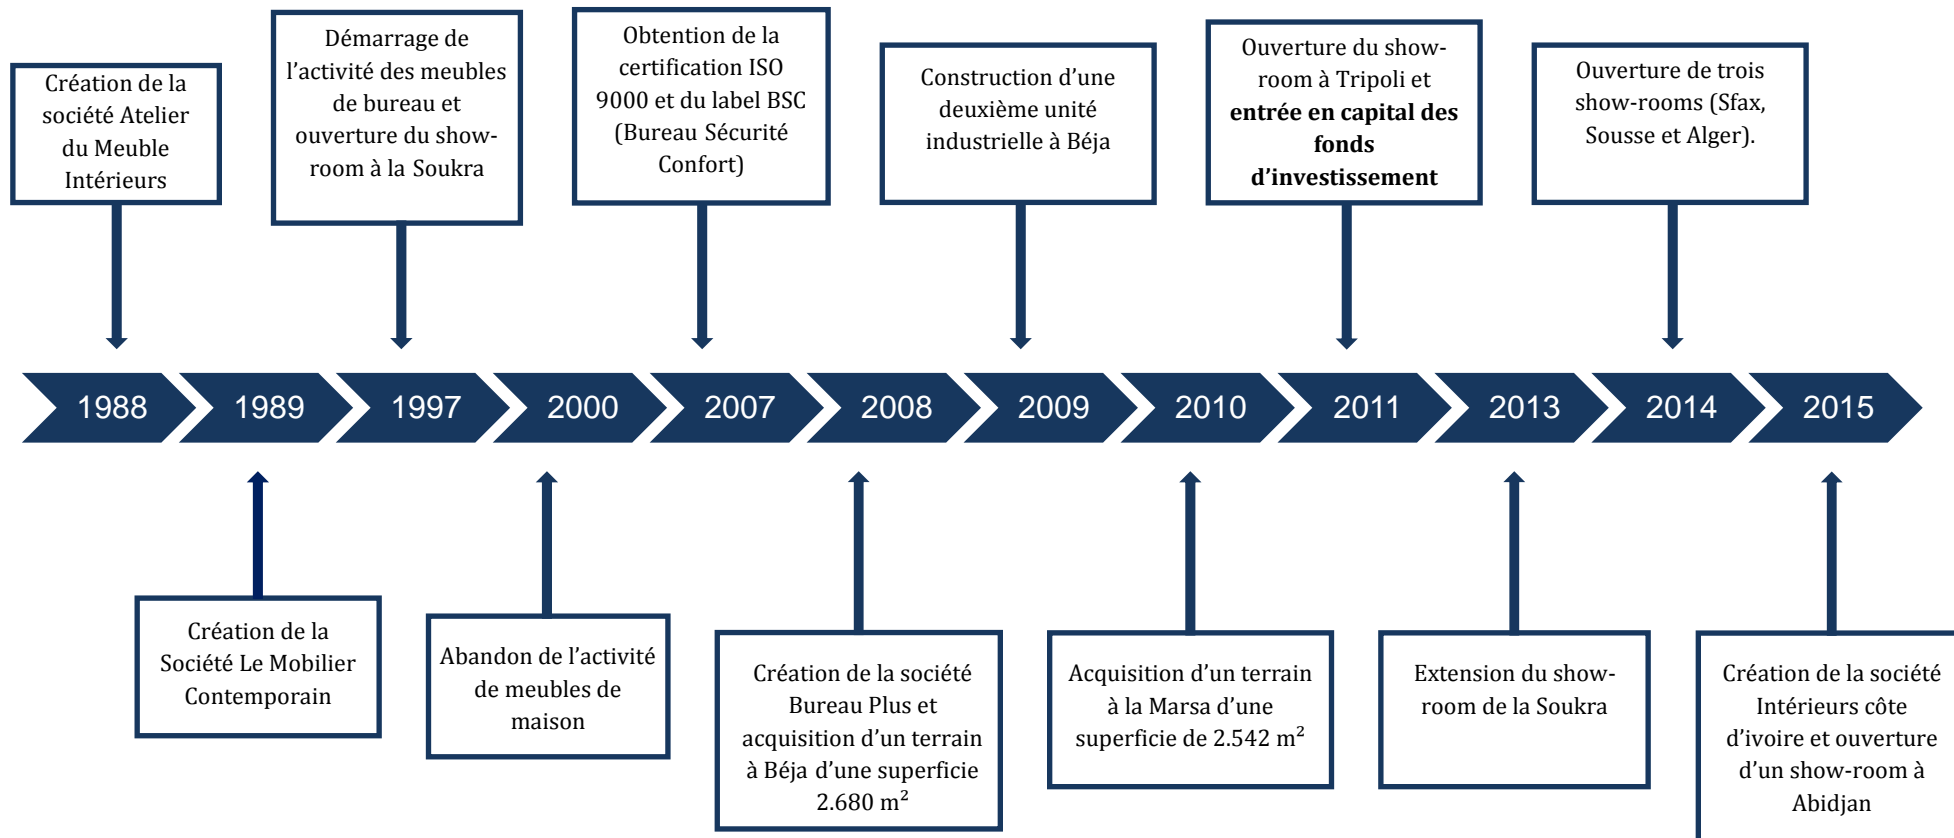 Création de la
société Atelier
du Meuble
Intérieurs
Démarrage de
l’activité des meubles
de bureau et
ouverture du show-
room à la Soukra
Obtention de la
certification ISO
9000 et du label BSC
(Bureau Sécurité
Confort)
Construction d’une
deuxième unité
industrielle à Béja
Ouverture du show-
room à Tripoli et
entrée en capital des
fonds
d’investissement
Ouverture de trois
show-rooms (Sfax,
Sousse et Alger).
1988
1989
1997
2000
2007
2008
2009
2010
2011
2013
2014
2015
Création de la
Société Le Mobilier
Contemporain
Abandon de l’activité
de meubles de
maison
Création de la société
Bureau Plus et
acquisition d’un terrain
à Béja d’une superficie
2.680 m²
Acquisition d’un terrain
à la Marsa d’une
superficie de 2.542 m²
Extension du show-
room de la Soukra
Création de la société
Intérieurs côte
d’ivoire et ouverture
d’un show-room à
Abidjan